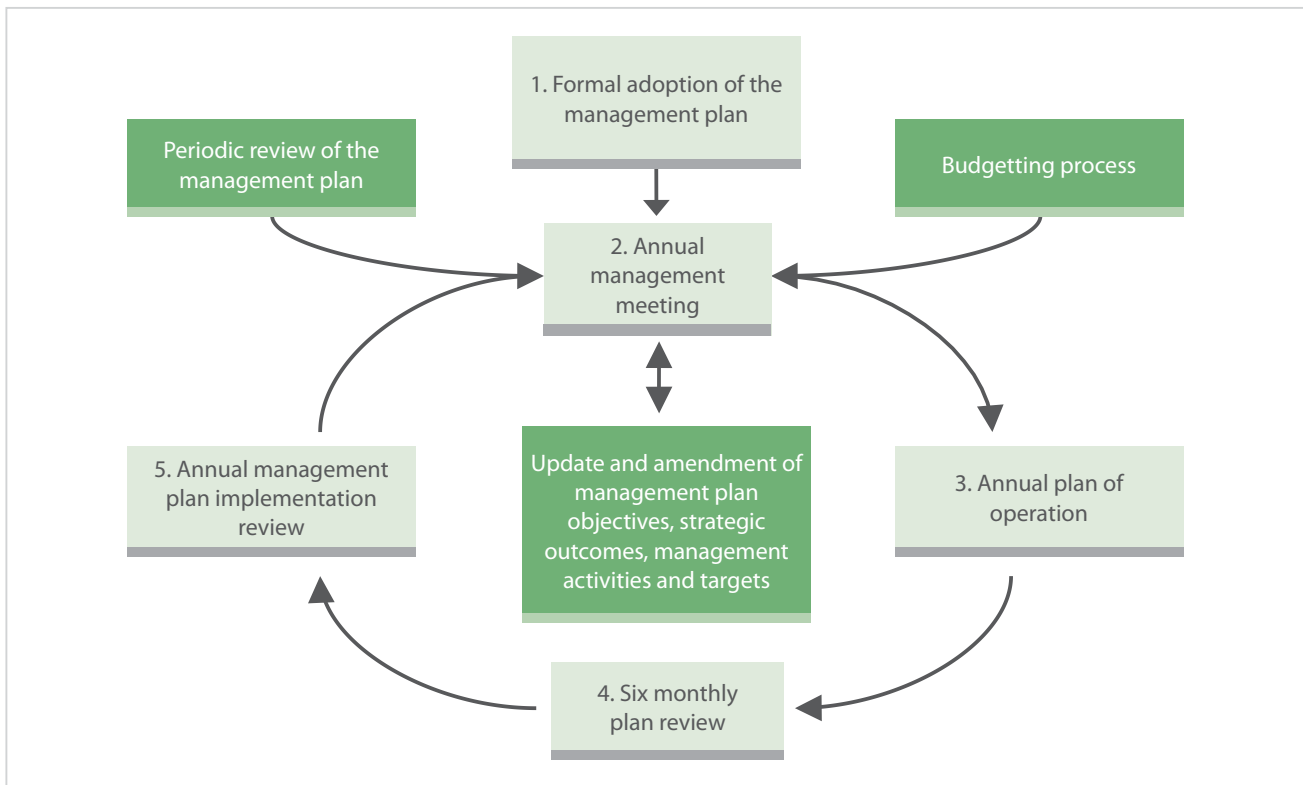 1. Formal adoption of the
management plan
Periodic review of the
management plan
Budgetting process
2. Annual
management
meeting
5. Annual management
plan implementation
review
Update and amendment of
management plan
objectives, strategic
outcomes, management
activities and targets
3. Annual plan of
operation
4. Six monthly
plan review